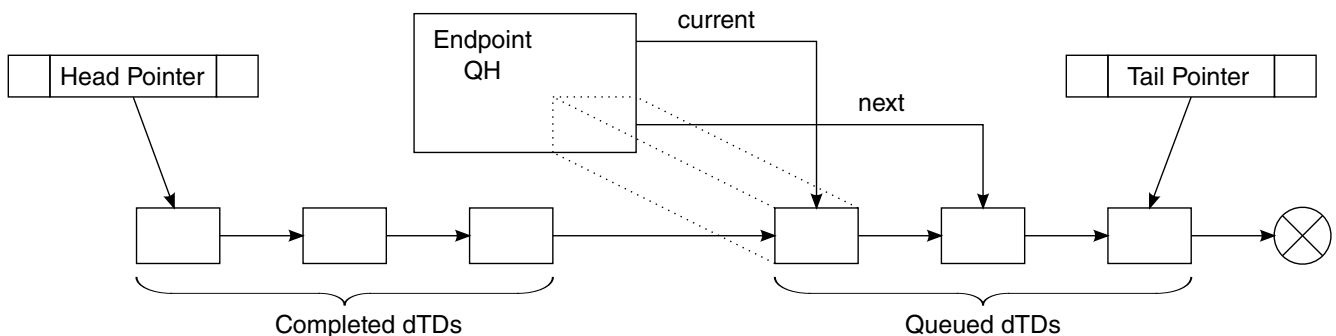 current
Endpoint
QH
Head Pointer
Tail Pointer
next
Completed dTDs
Queued dTDs